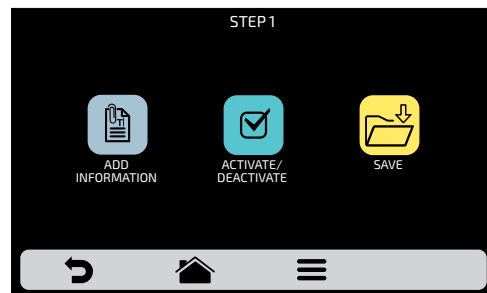 STEP 1
ADD
INFORMATION
ACTIVATE/
DEACTIVATE
SAVE